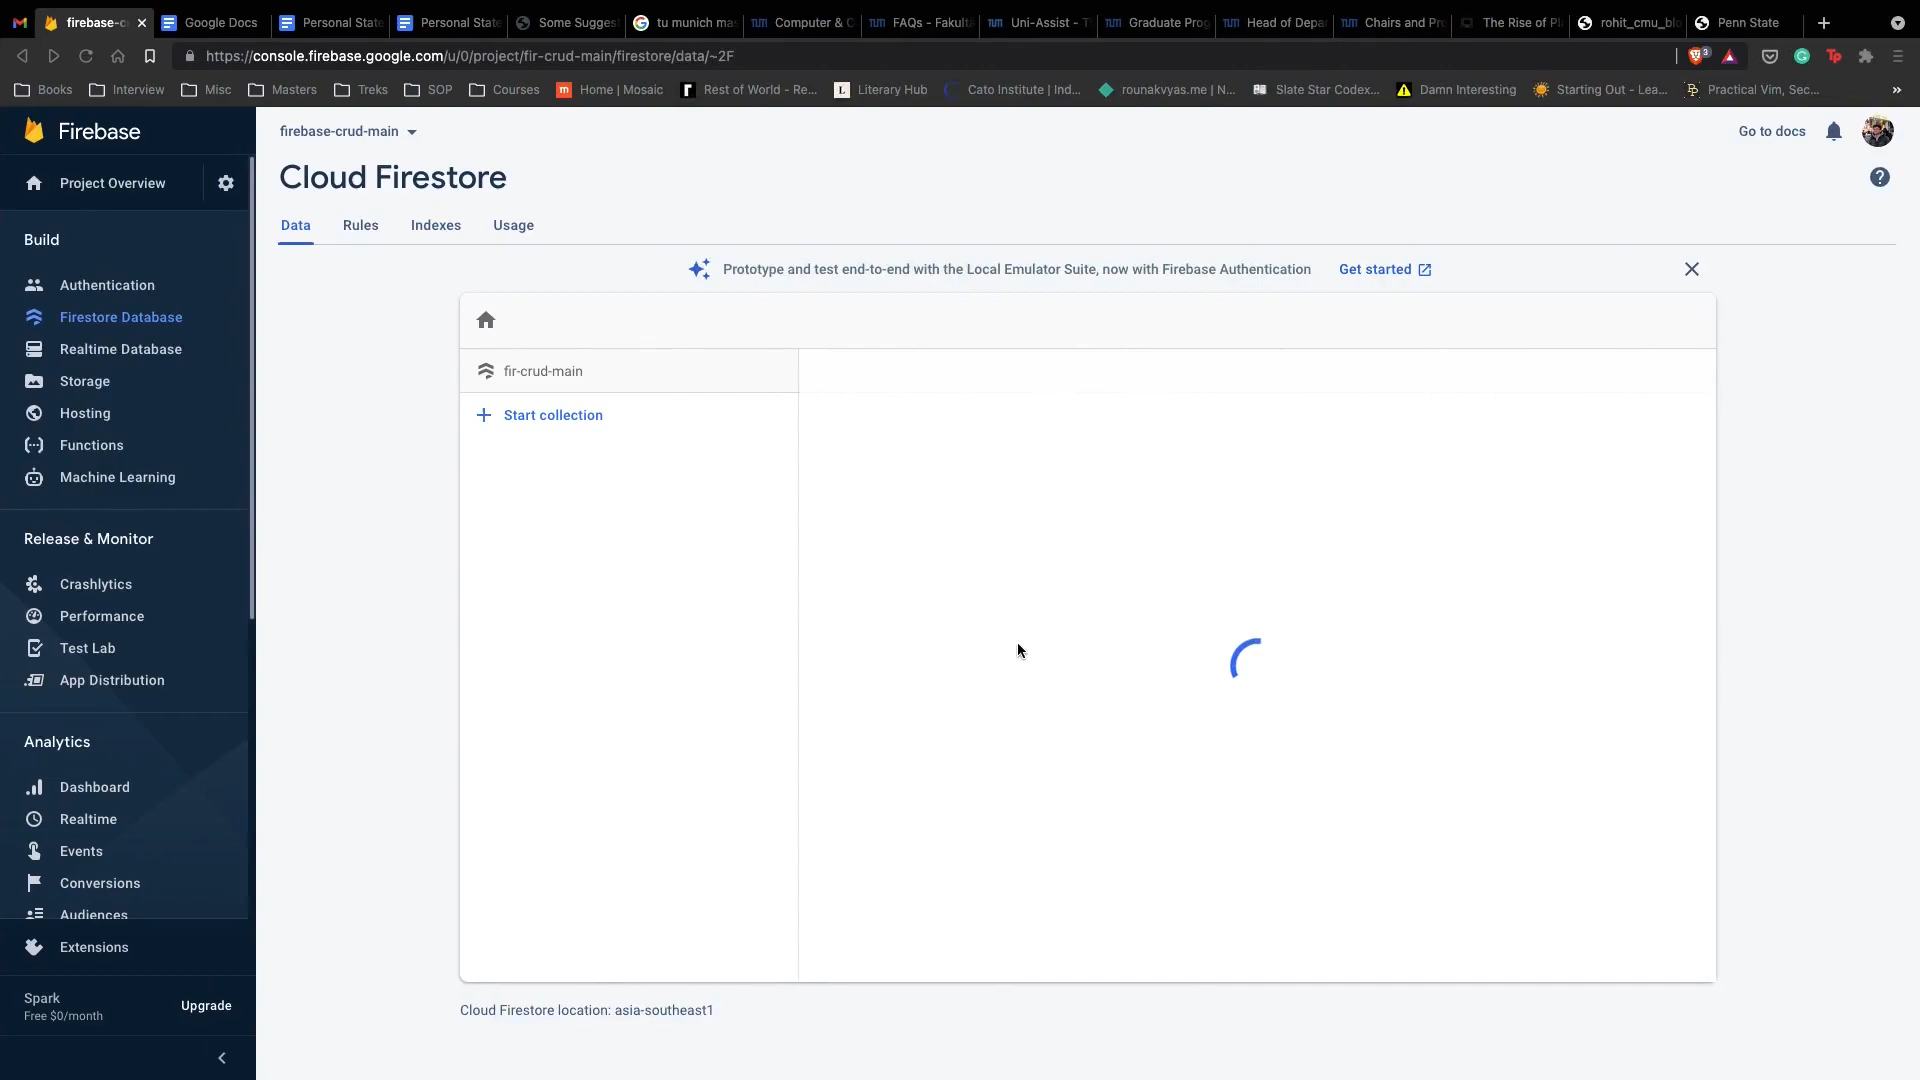 firebase-c
Google Docs
Personal State
Personal State
Some Sugges
tu munich mas
Computer & C
FAQs - Fakult
Uni-Assist - T
Graduate Prog
Head of Depa
Chairs and Pr
The Rise of Pl
rohit_cmu_blo
Penn State
https://console.firebase.google.com/u/0/project/fir-crud-main/firestore/data/~2F
3
Books
Interview
Misc
Masters
Treks
SOP
Courses
Home | Mosaic
Rest of World - Re...
Literary Hub
Cato Institute | Ind...
rounakvyas.me | N...
Slate Star Codex...
Damn Interesting
Starting Out - Lea...
Practical Vim, Sec...
»
Firebase
Project Overview
Build
Authentication
Firestore Database
Realtime Database
Storage
Hosting
Functions
Machine Learning
Release & Monitor
Crashlytics
Performance
Test Lab
App Distribution
Analytics
Dashboard
Realtime
Events
Conversions
Audiences
Extensions
Spark
Free $0/month
Upgrade
firebase-crud-main
Go to docs
Cloud Firestore
Data
Rules
Indexes
Usage
Prototype and test end-to-end with the Local Emulator Suite, now with Firebase Authentication
Get started
fir-crud-main
Start collection
Cloud Firestore location: asia-southeast1